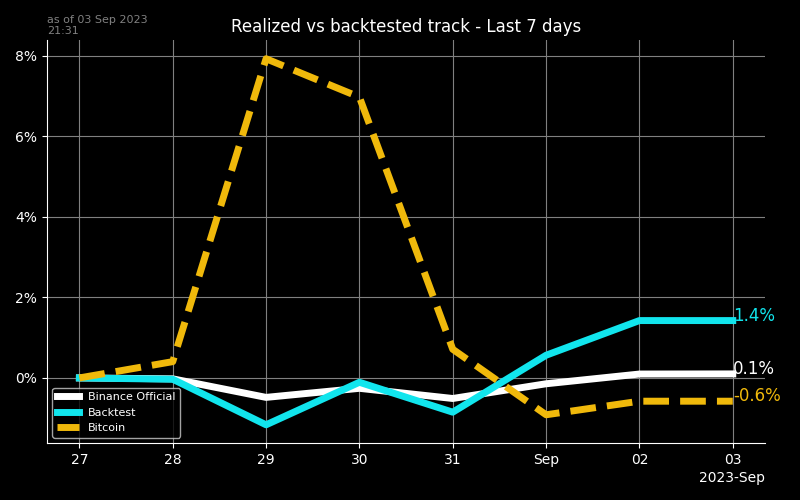 as of 03 Sep 2023
21:31
Realized vs backtested track - Last 7 days
8%
6%
4%
2%
0%
1.4%
0.1%
-0.6%
Binance Official
Backtest
Bitcoin
27 28 29 30 31 Sep 02 03
2023-Sep